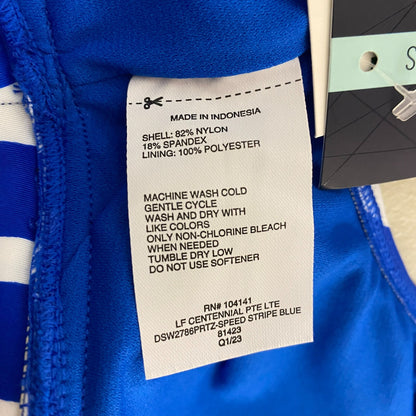 MADE IN INDONESIA
SHELL: 82% NYLON
18% SPANDEX
LINING: 100% POLYESTER
MACHINE WASH COLD
GENTLE CYCLE
WASH AND DRY WITH
LIKE COLORS
ONLY NON-CHLORINE BLEACH
WHEN NEEDED
TUMBLE DRY LOW
DO NOT USE SOFTENER
RN# 104141
LF CENTENNIAL PTE LTE
DSW2786PRTZ-SPEED STRIPE BLUE
81423
Q1/23
S